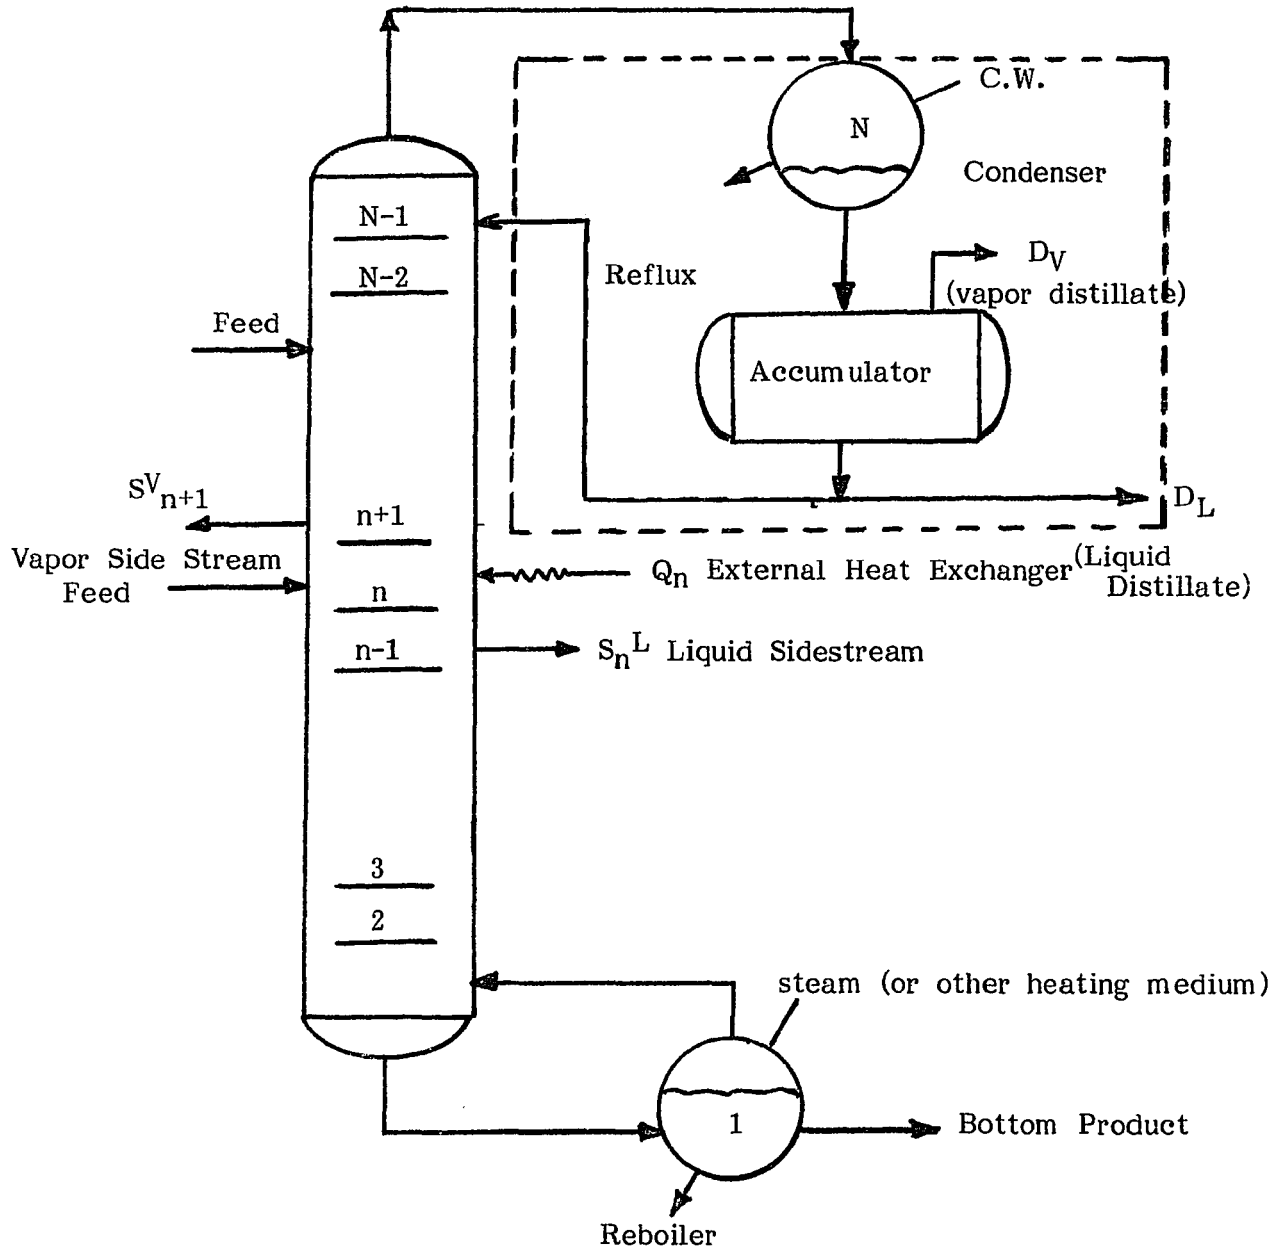 C.W.
N
Condenser
N-1
Reflux
D_V
N-2
(vapor distillate)
Feed
Accumulator
S^V_{n+1}
D_L
n+1
Vapor Side Stream
Feed
Q_n External Heat Exchanger
(Liquid
Distillate)
n
n-1
S_n^L Liquid Sidestream
3
2
steam (or other heating medium)
1
Bottom Product
Reboiler